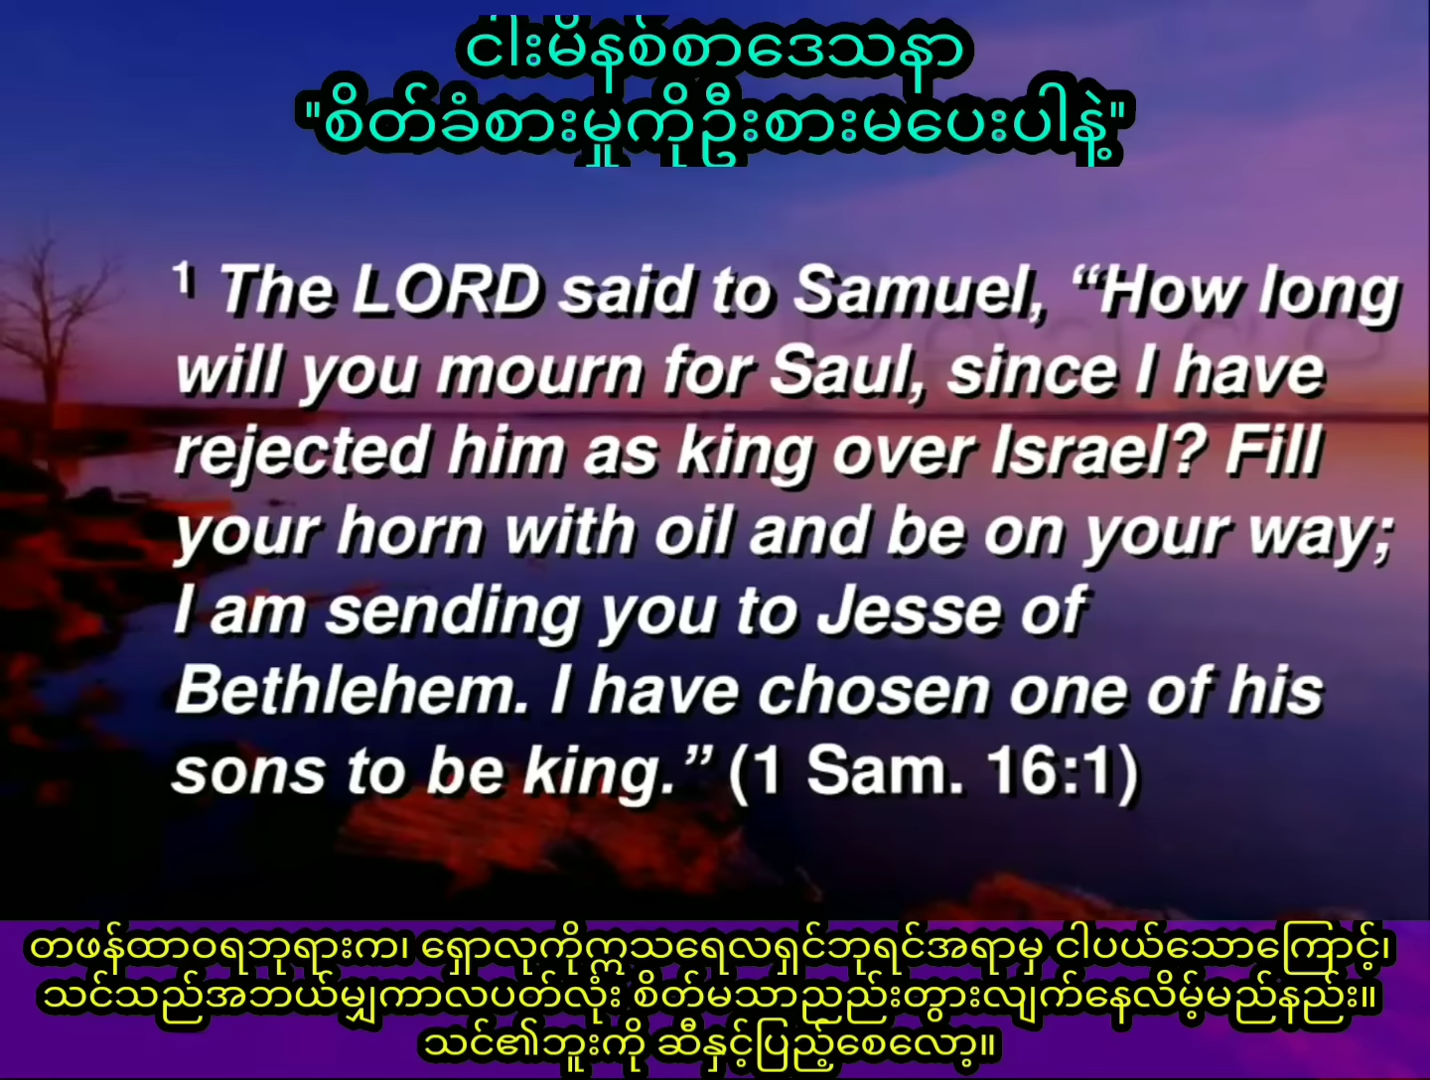 ငါးမိနစ်စာဒေသနာ
"စိတ်ခံစားမှုကိုဦးစားမပေးပါနဲ့"
1 The LORD said to Samuel, “How long
will you mourn for Saul, since I have
rejected him as king over Israel? Fill
your horn with oil and be on your way;
I am sending you to Jesse of
Bethlehem. I have chosen one of his
sons to be king.” (1 Sam. 16:1)
တဖန်ထာဝရဘုရားက၊ ရှောလုကိုဣသရေလရှင်ဘုရင်အရာမှ ငါပယ်သောကြောင့်၊
သင်သည်အဘယ်မျှကာလပတ်လုံး စိတ်မသာညည်းတွားလျက်နေလိမ့်မည်နည်း။
သင်၏ဘူးကို ဆီနှင့်ပြည့်စေလော့။